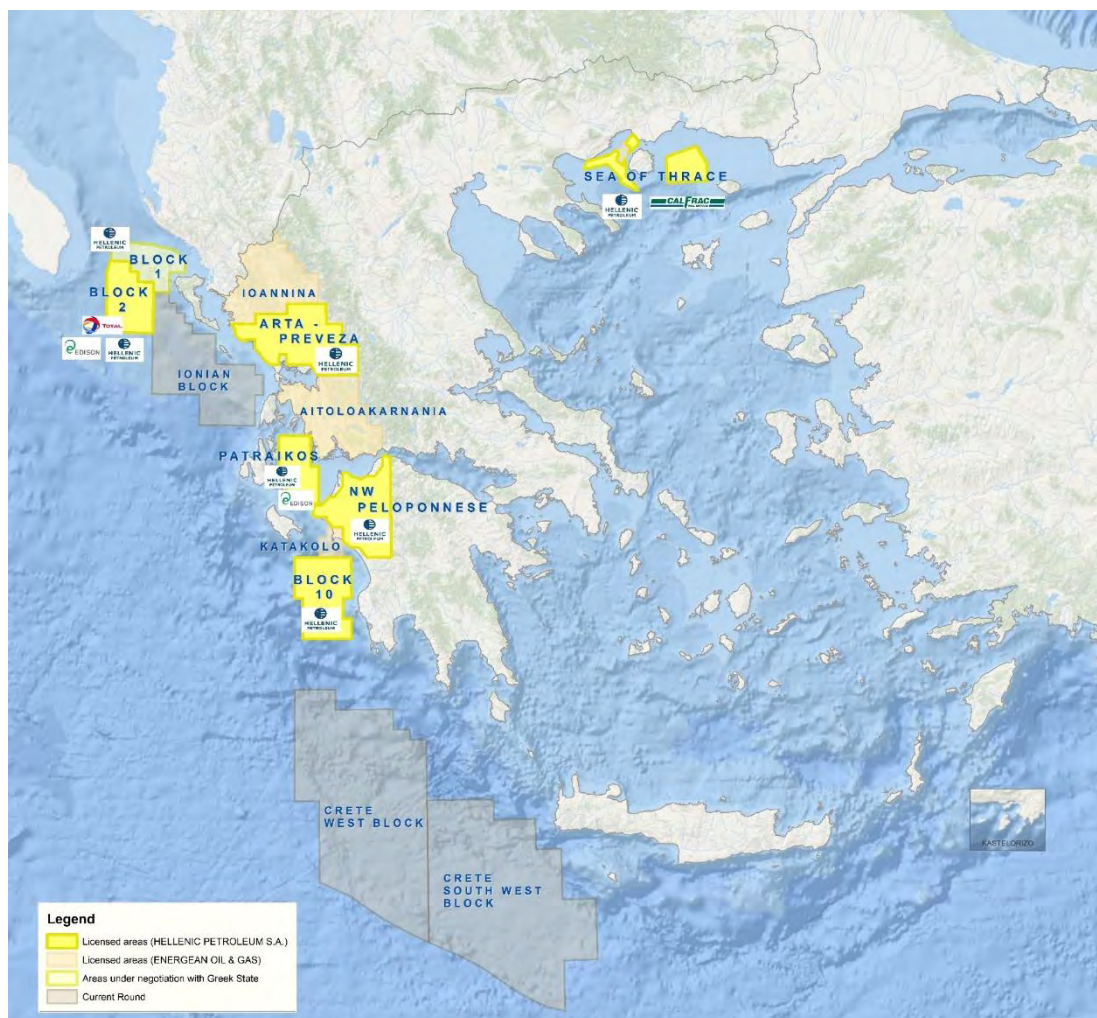 SEA OF THRACE
HELLENIC
PETROLEUM
CALFRAC
HELLENIC
PETROLEUM
BLOCK
1
BLOCK
2
TOTAL
EDISON
HELLENIC
PETROLEUM
IONIAN
BLOCK
IOANNINA
ARTA -
PREVEZA
HELLENIC
PETROLEUM
AITOLOAKARNANIA
PATRAIKOS
HELLENIC
PETROLEUM
EDISON
NW
PELOPONNESE
HELLENIC
PETROLEUM
KATAKOLO
BLOCK
10
HELLENIC
PETROLEUM
CRETE
WEST BLOCK
CRETE
SOUTH WEST
BLOCK
KASTELORIZO
Legend
Licensed areas (HELLENIC PETROLEUM S.A.)
Licensed areas (ENERGEAN OIL & GAS)
Areas under negotiation with Greek State
Current Round